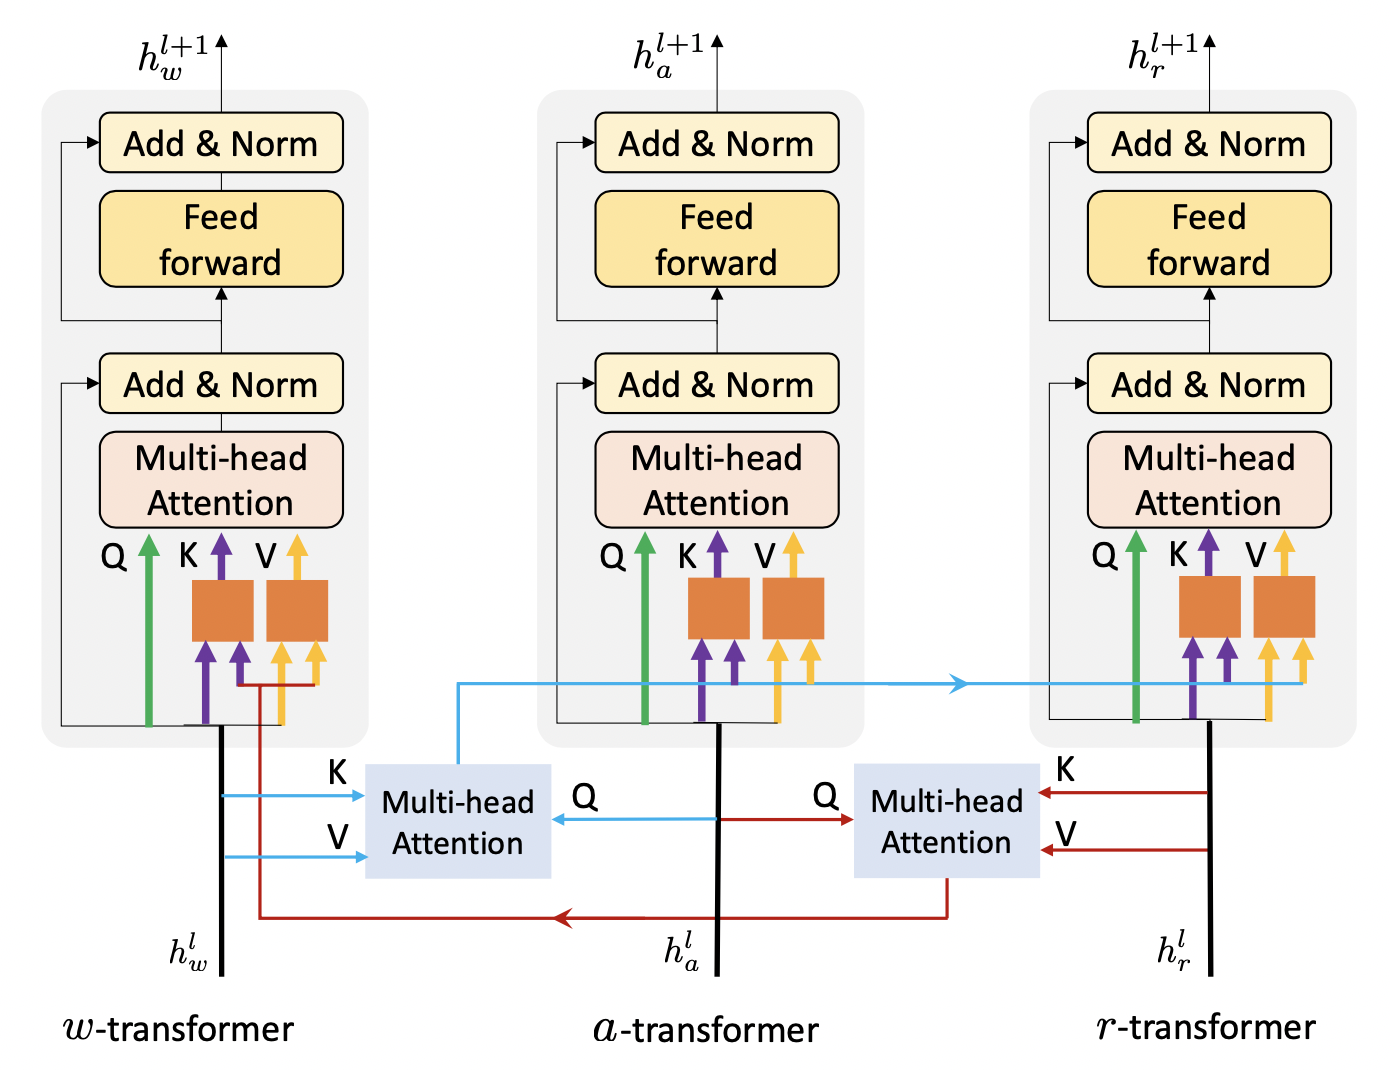 h_w^{l+1}
h_a^{l+1}
h_r^{l+1}
Add & Norm
Add & Norm
Add & Norm
Feed
forward
Feed
forward
Feed
forward
Add & Norm
Add & Norm
Add & Norm
Multi-head
Attention
Multi-head
Attention
Multi-head
Attention
Q K V
Q K V
Q K V
K
V
Multi-head
Attention
Q
Q
Multi-head
Attention
K
V
h_w^l
h_a^l
h_r^l
w-transformer
a-transformer
r-transformer